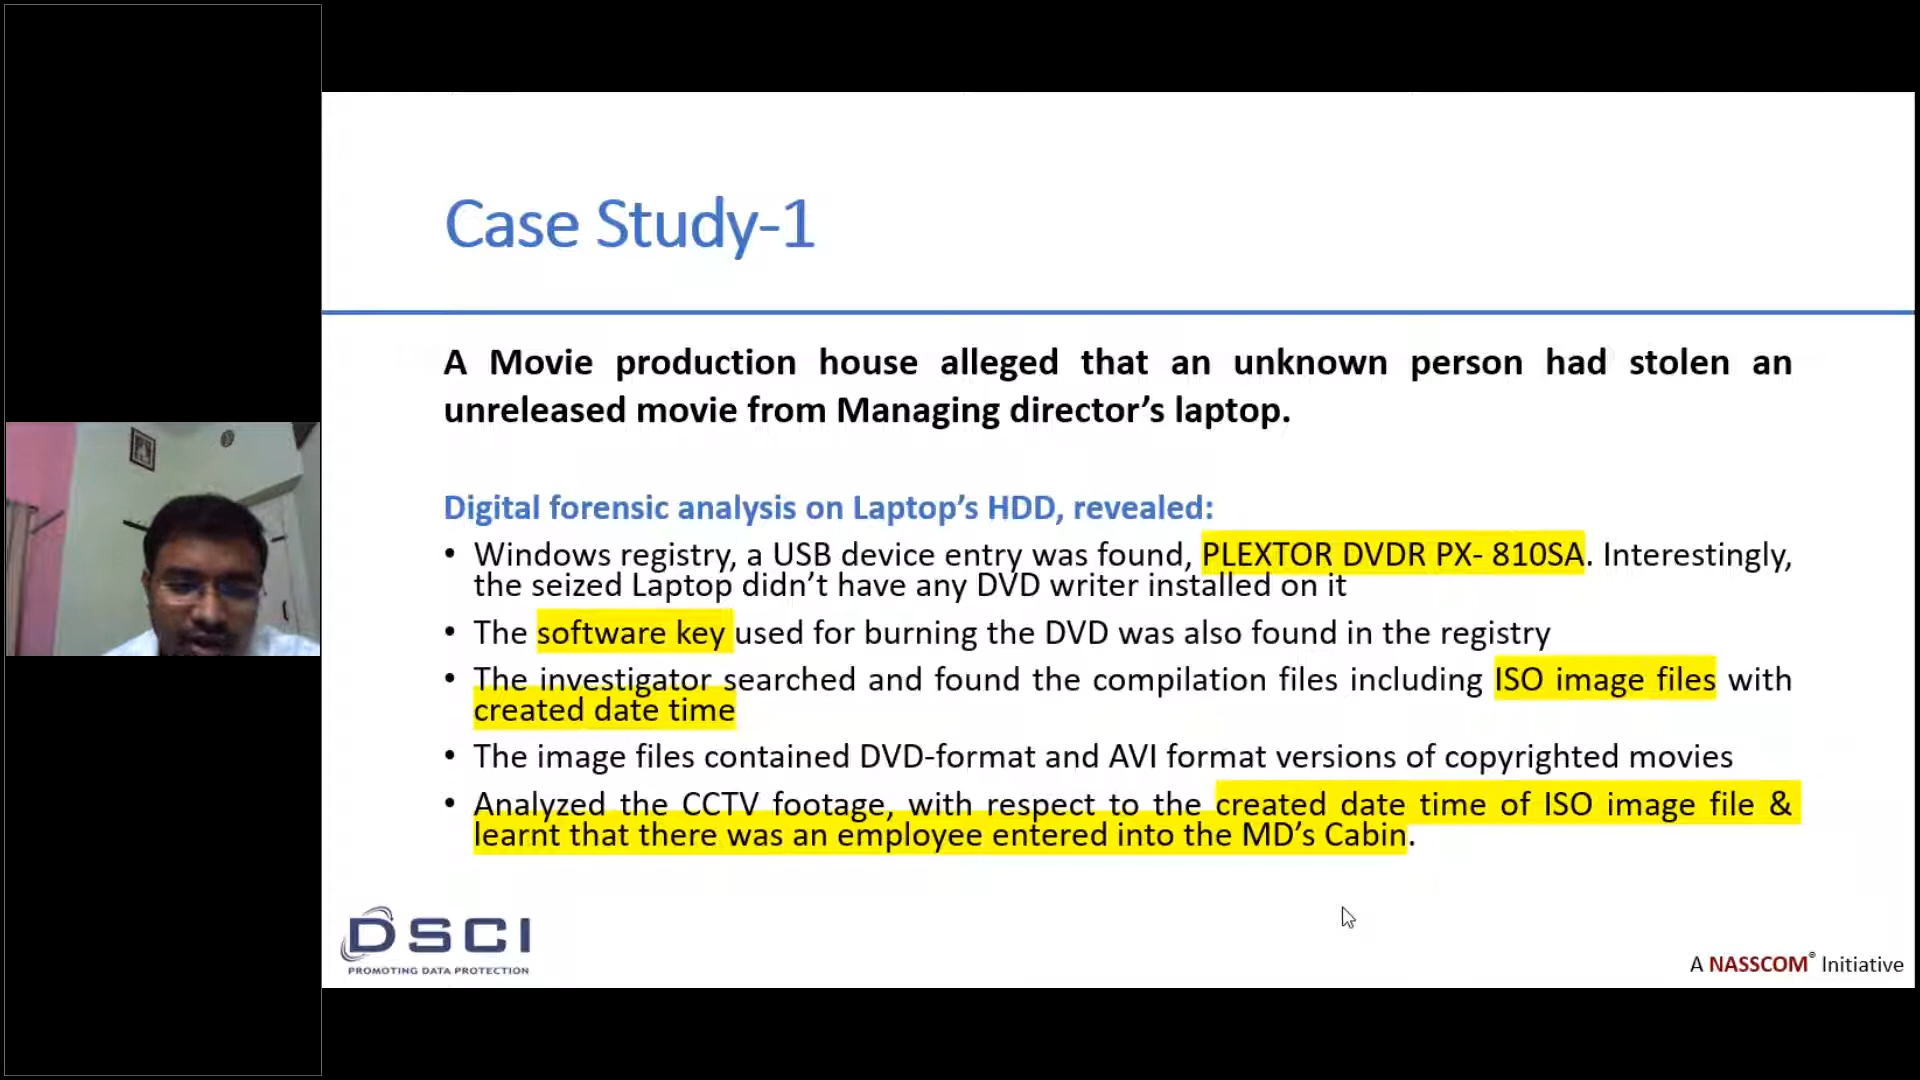 Case Study-1
A Movie production house alleged that an unknown person had stolen an
unreleased movie from Managing director’s laptop.
Digital forensic analysis on Laptop’s HDD, revealed:
• Windows registry, a USB device entry was found, PLEXTOR DVDR PX- 810SA. Interestingly,
the seized Laptop didn’t have any DVD writer installed on it
• The software key used for burning the DVD was also found in the registry
• The investigator searched and found the compilation files including ISO image files with
created date time
• The image files contained DVD-format and AVI format versions of copyrighted movies
• Analyzed the CCTV footage, with respect to the created date time of ISO image file &
learnt that there was an employee entered into the MD’s Cabin.
DSCI
PROMOTING DATA PROTECTION
A NASSCOM® Initiative